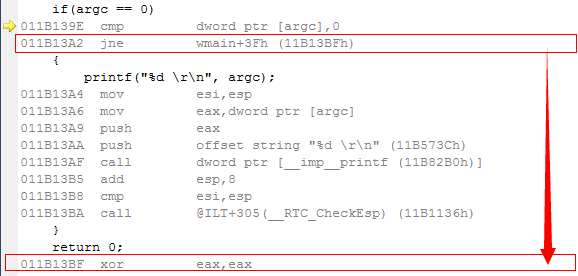 if(argc == 0)
011B139E cmp dword ptr [argc],0
011B13A2 jne wmain+3Fh (11B13BFh)
{
printf("%d \r\n", argc);
011B13A4 mov esi,esp
011B13A6 mov eax,dword ptr [argc]
011B13A9 push eax
011B13AA push offset string "%d \r\n" (11B573Ch)
011B13AF call dword ptr [__imp__printf (11B82B0h)]
011B13B5 add esp,8
011B13B8 cmp esi,esp
011B13BA call @ILT+305(__RTC_CheckEsp) (11B1136h)
}
return 0;
011B13BF xor eax,eax